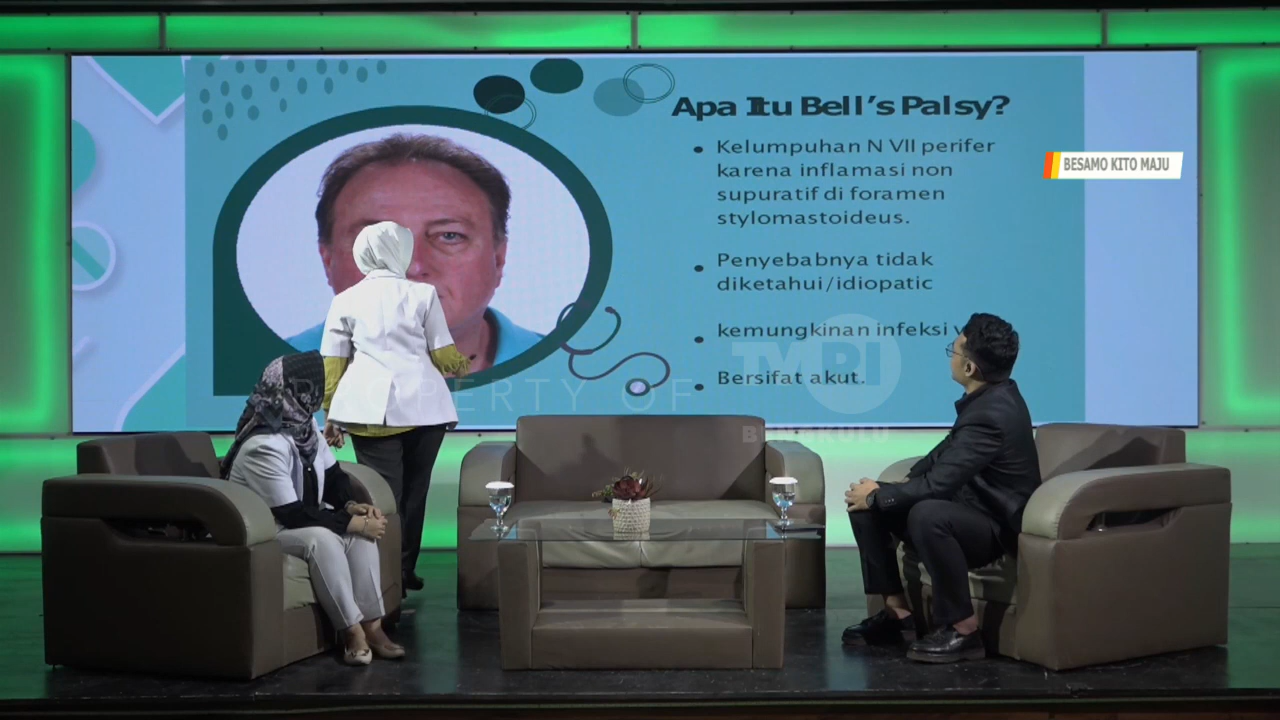 Apa Itu Bell's Palsy?
• Kelumpuhan N VII perifer
karena inflamasi non
supuratif di foramen
stylomastoideus.
• Penyebabnya tidak
diketahui/idiopatic
• kemungkinan infeksi
• Bersifat akut.
BESAMO KITO MAJU
PROPERTY OF
TVRI
BENGKULU